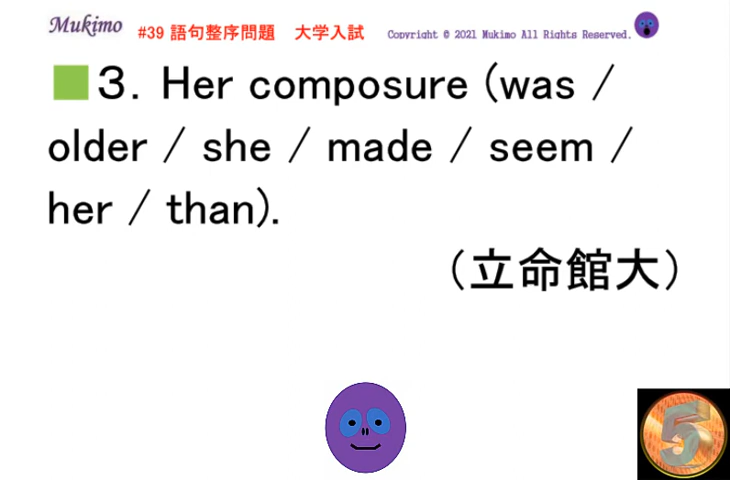 Mukimo #39 語句整序問題 大学入試 Copyright © 2021 Mukimo All Rights Reserved.
■3. Her composure (was /
older / she / made / seem /
her / than).
(立命館大)
5